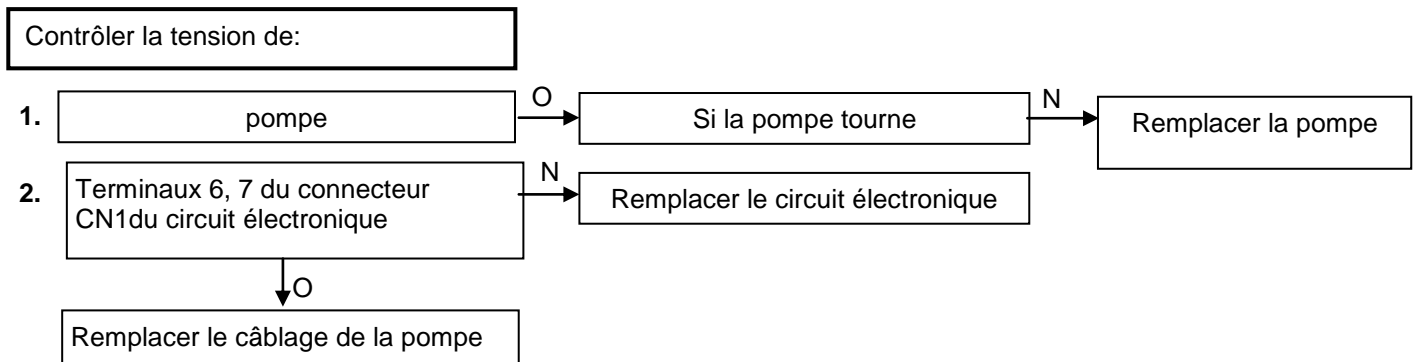 Contrôler la tension de:
1.
pompe
O
Si la pompe tourne
N
Remplacer la pompe
2.
Terminaux 6, 7 du connecteur
CN1du circuit électronique
N
Remplacer le circuit électronique
O
Remplacer le câblage de la pompe